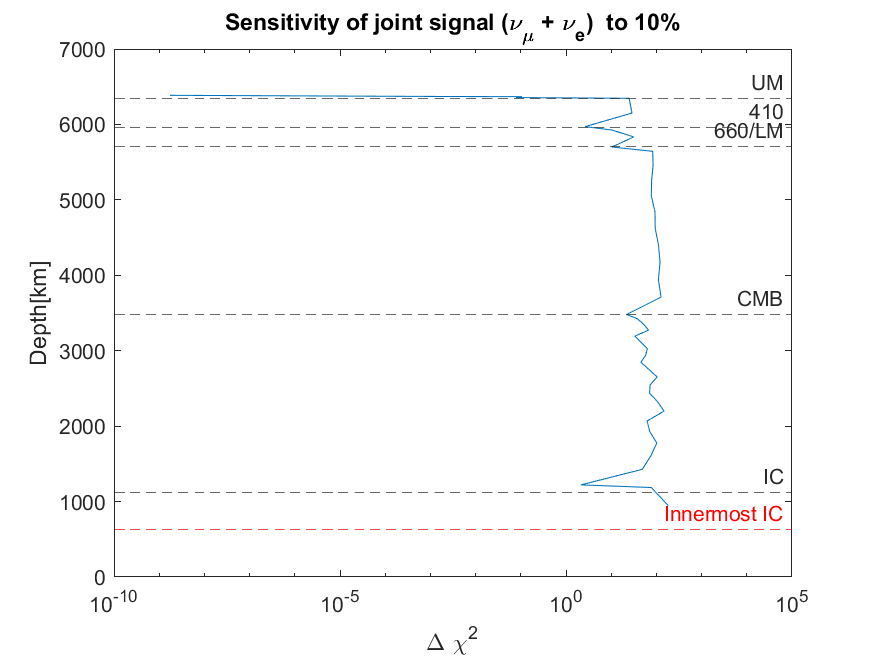 Sensitivity of joint signal (ν_μ + ν_e) to 10%
7000
6000
5000
4000
3000
2000
1000
0
Depth[km]
UM
410
660/LM
CMB
IC
Innermost IC
10^-10
10^-5
10^0
10^5
Δ χ^2